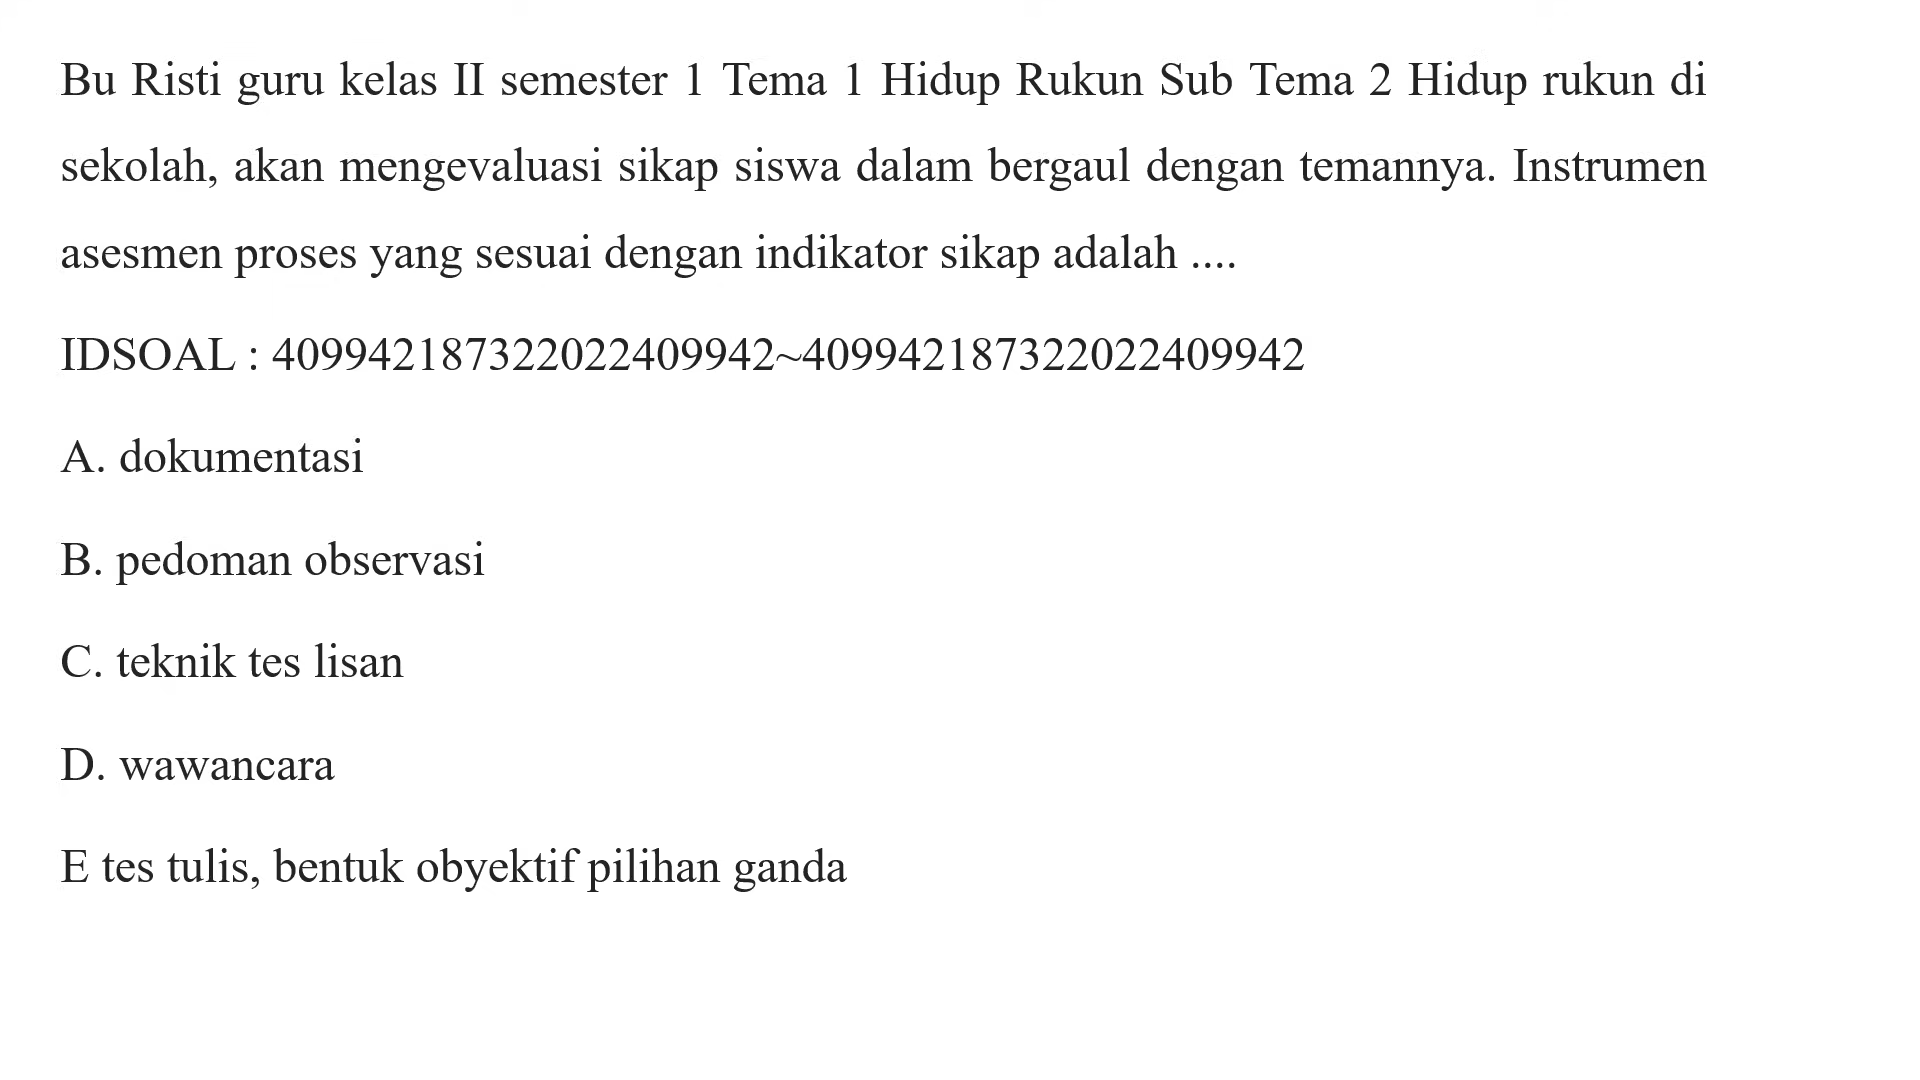 Bu Risti guru kelas II semester 1 Tema 1 Hidup Rukun Sub Tema 2 Hidup rukun di
sekolah, akan mengevaluasi sikap siswa dalam bergaul dengan temannya. Instrumen
asesmen proses yang sesuai dengan indikator sikap adalah ....
IDSOAL : 409942187322022409942~409942187322022409942
A. dokumentasi
B. pedoman observasi
C. teknik tes lisan
D. wawancara
E tes tulis, bentuk obyektif pilihan ganda